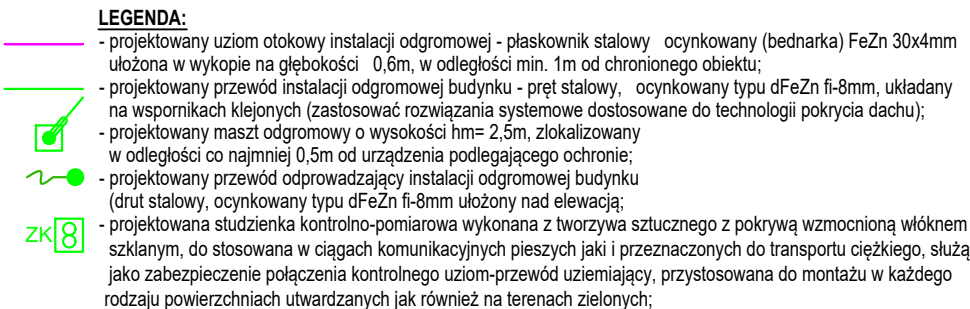 LEGENDA:
- projektowany uziom otokowy instalacji odgromowej - płaskownik stalowy ocynkowany (bednarka) FeZn 30x4mm
ułożona w wykopie na głębokości 0,6m, w odległości min. 1m od chronionego obiektu;
- projektowany przewód instalacji odgromowej budynku - pręt stalowy, ocynkowany typu dFeZn fi-8mm, układany
na wspornikach klejonych (zastosować rozwiązania systemowe dostosowane do technologii pokrycia dachu);
- projektowany maszt odgromowy o wysokości hm= 2,5m, zlokalizowany
w odległości co najmniej 0,5m od urządzenia podlegającego ochronie;
- projektowany przewód odprowadzający instalacji odgromowej budynku
(drut stalowy, ocynkowany typu dFeZn fi-8mm ułożony nad elewacją;
ZK 8 - projektowana studzienka kontrolno-pomiarowa wykonana z tworzywa sztucznego z pokrywą wzmocnioną włóknem
szklanym, do stosowana w ciągach komunikacyjnych pieszych jaki i przeznaczonych do transportu ciężkiego, służą
jako zabezpieczenie połączenia kontrolnego uziom-przewód uziemiający, przystosowana do montażu w każdego
rodzaju powierzchniach utwardzanych jak również na terenach zielonych;